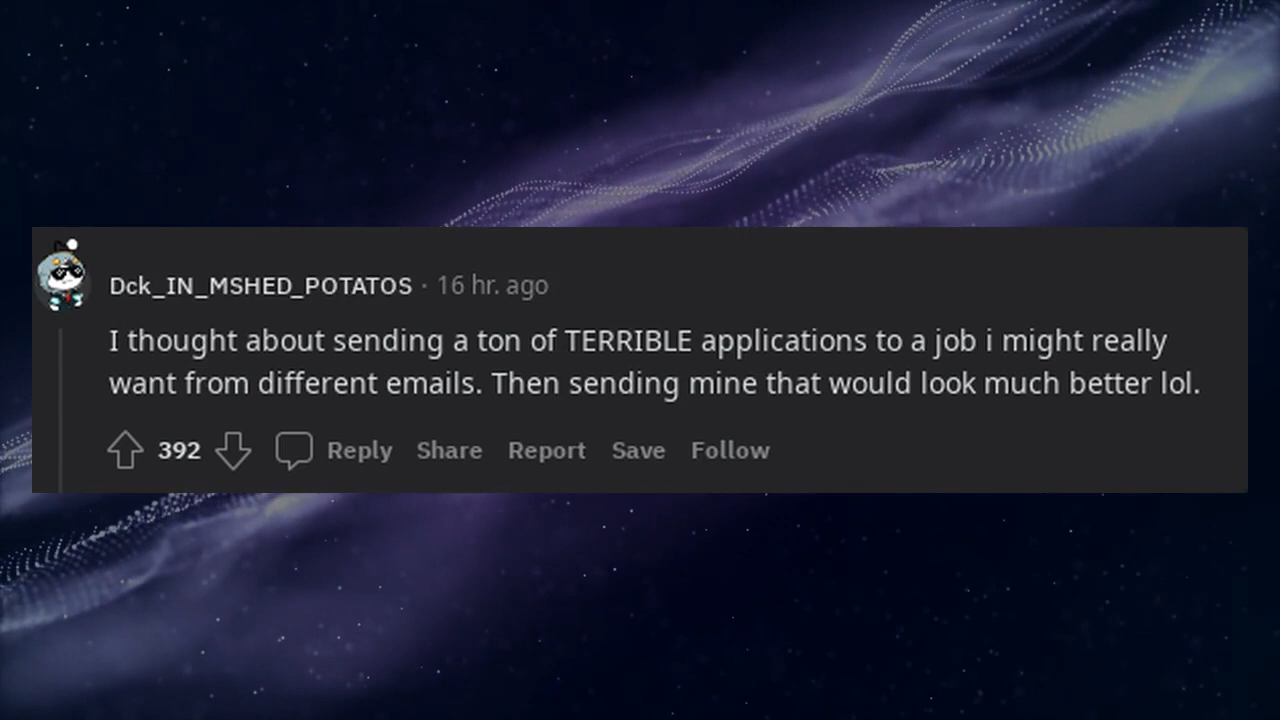 Dck_IN_MSHED_POTATOS · 16 hr. ago
I thought about sending a ton of TERRIBLE applications to a job i might really
want from different emails. Then sending mine that would look much better lol.
392 Reply Share Report Save Follow